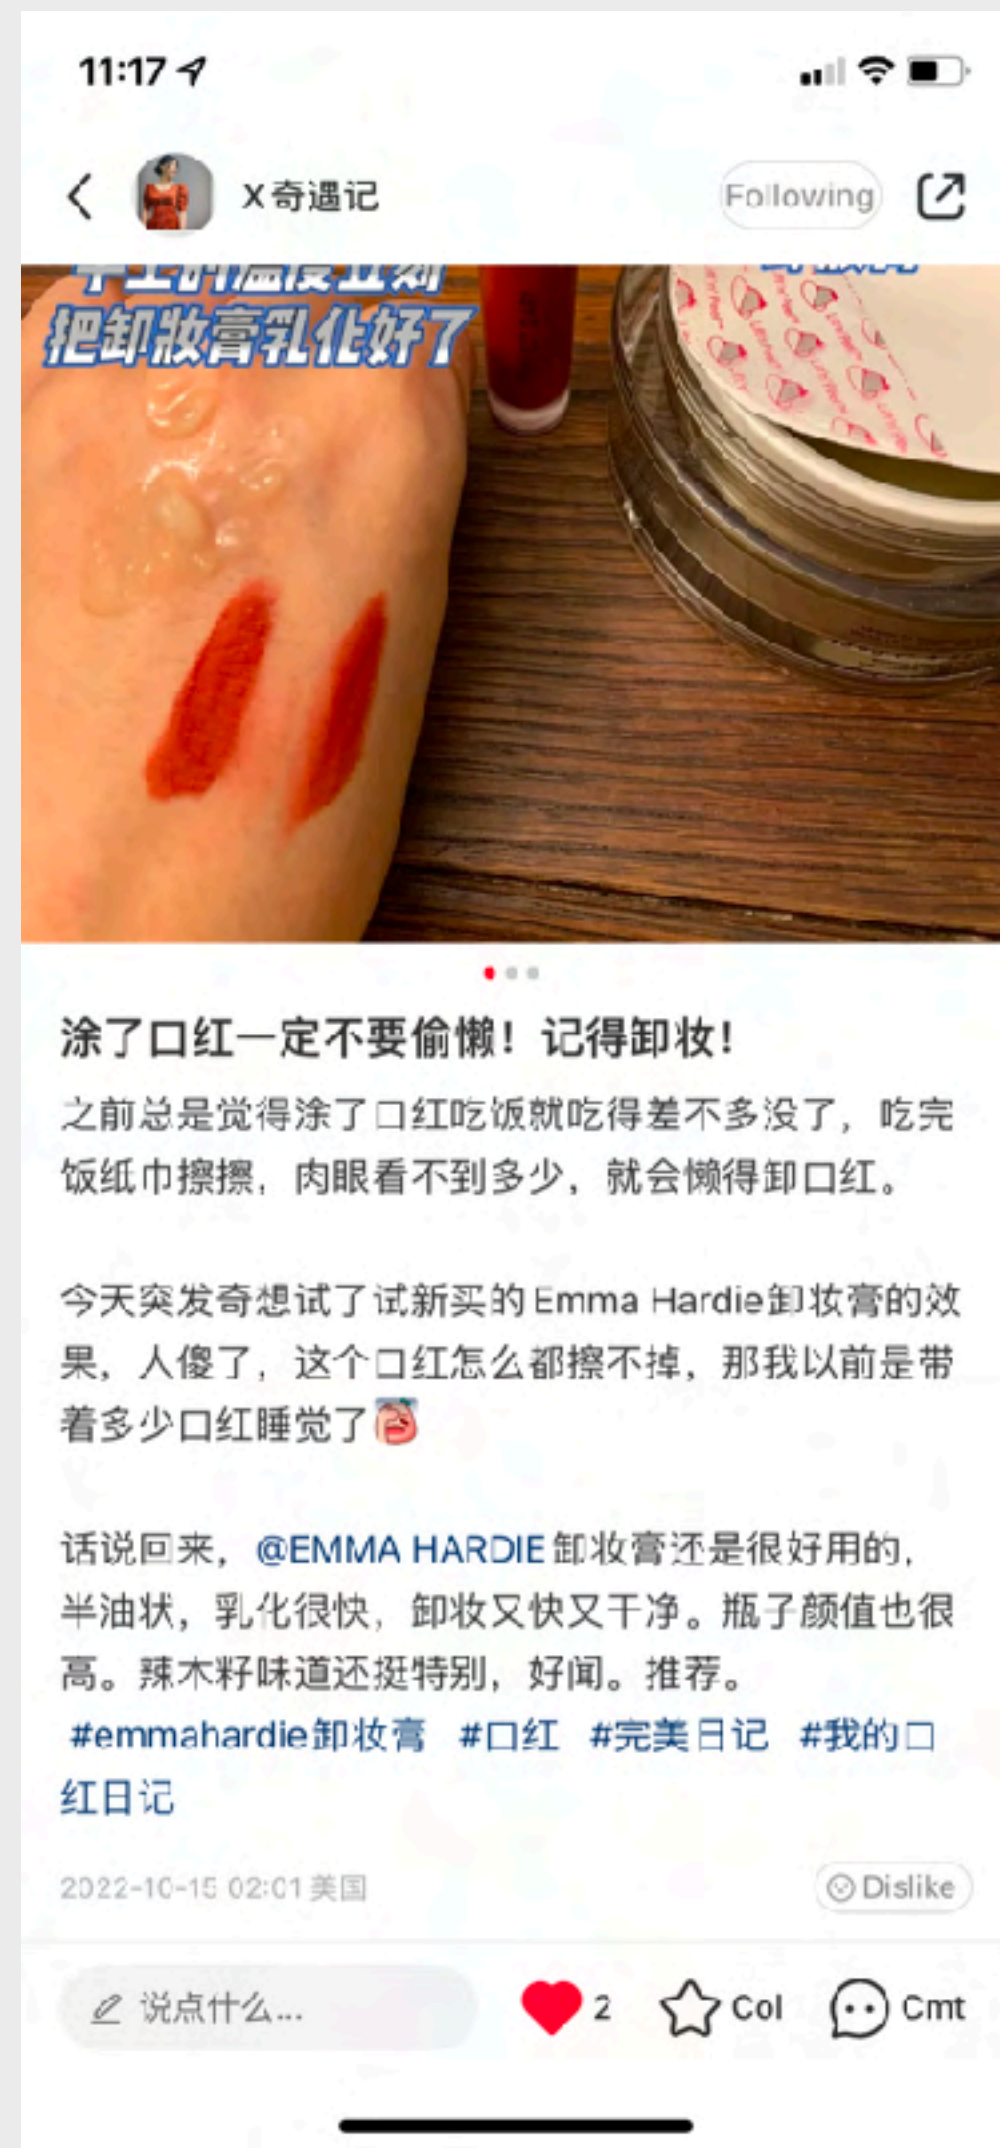 11:17
X奇遇记
Following
手上的温度立刻
把卸妝膏乳化好了
涂了口红一定不要偷懒！记得卸妆！
之前总是觉得涂了口红吃饭就吃得差不多没了，吃完
饭纸巾擦擦，肉眼看不到多少，就会懒得卸口红。
今天突发奇想试了试新买的Emma Hardie卸妆膏的效
果，人傻了，这个口红怎么都擦不掉，那我以前是带
着多少口红睡觉了
话说回来，@EMMA HARDIE 卸妆膏还是很好用的，
半油状，乳化很快，卸妆又快又干净。瓶子颜值也很
高。辣木籽味道还挺特别，好闻。推荐。
#emmahardie卸妆膏 #口红 #完美日记 #我的口
红日记
2022-10-15 02:01 美国
Dislike
说点什么...
2
Col
Cmt